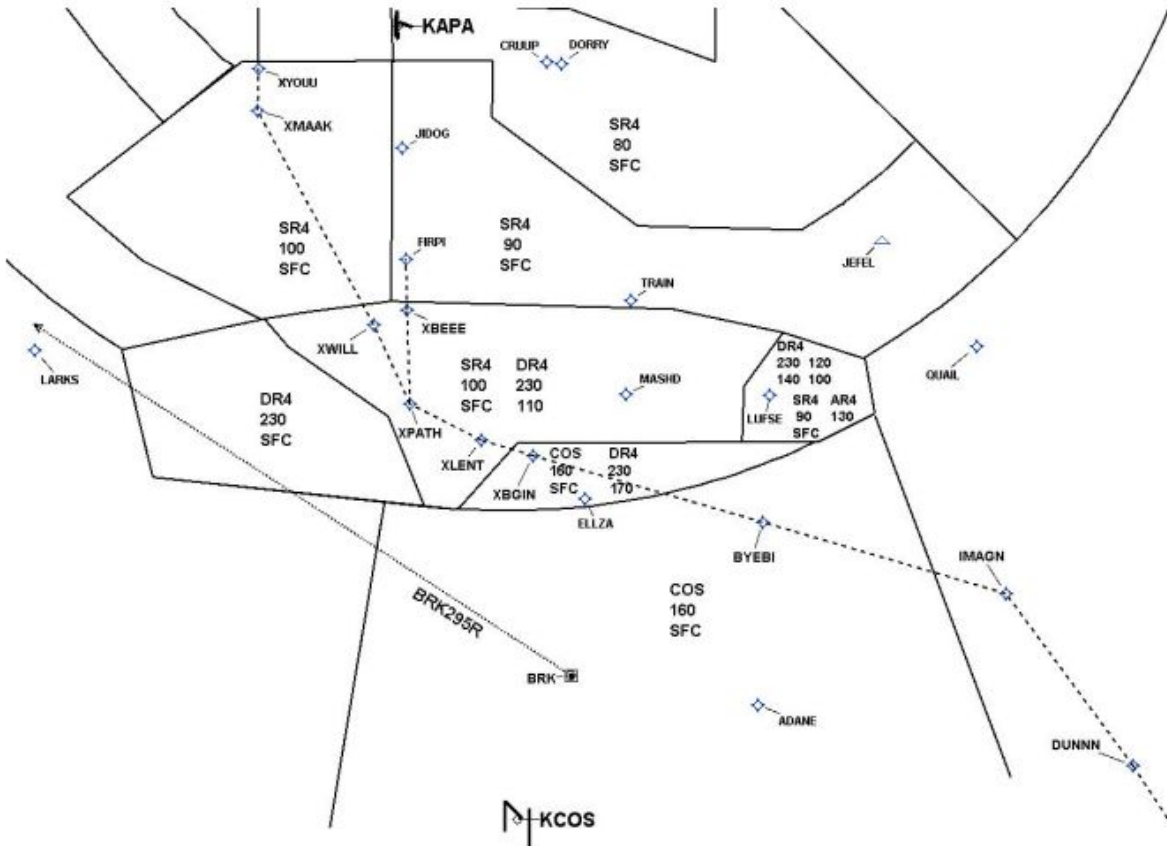 KAPA
CRUUP
DORRY
XYOUU
XMAAK
JIDOG
SR4
80
SFC
SR4
100
SFC
FIRPI
SR4
90
SFC
JEFEL
TRAIN
XBEEE
XWILL
LARKS
QUAIL
DR4
230 120
140 100
SR4 AR4
90 130
SFC
LUFSE
SR4 DR4
100 230
SFC 110
MASHD
DR4
230
SFC
XPATH
XLENT
COS DR4
160 230
SFC 170
XBGIN
ELLZA
BYEBI
IMAGN
COS
160
SFC
BRK295R
BRK
ADANE
DUNNN
KCOS